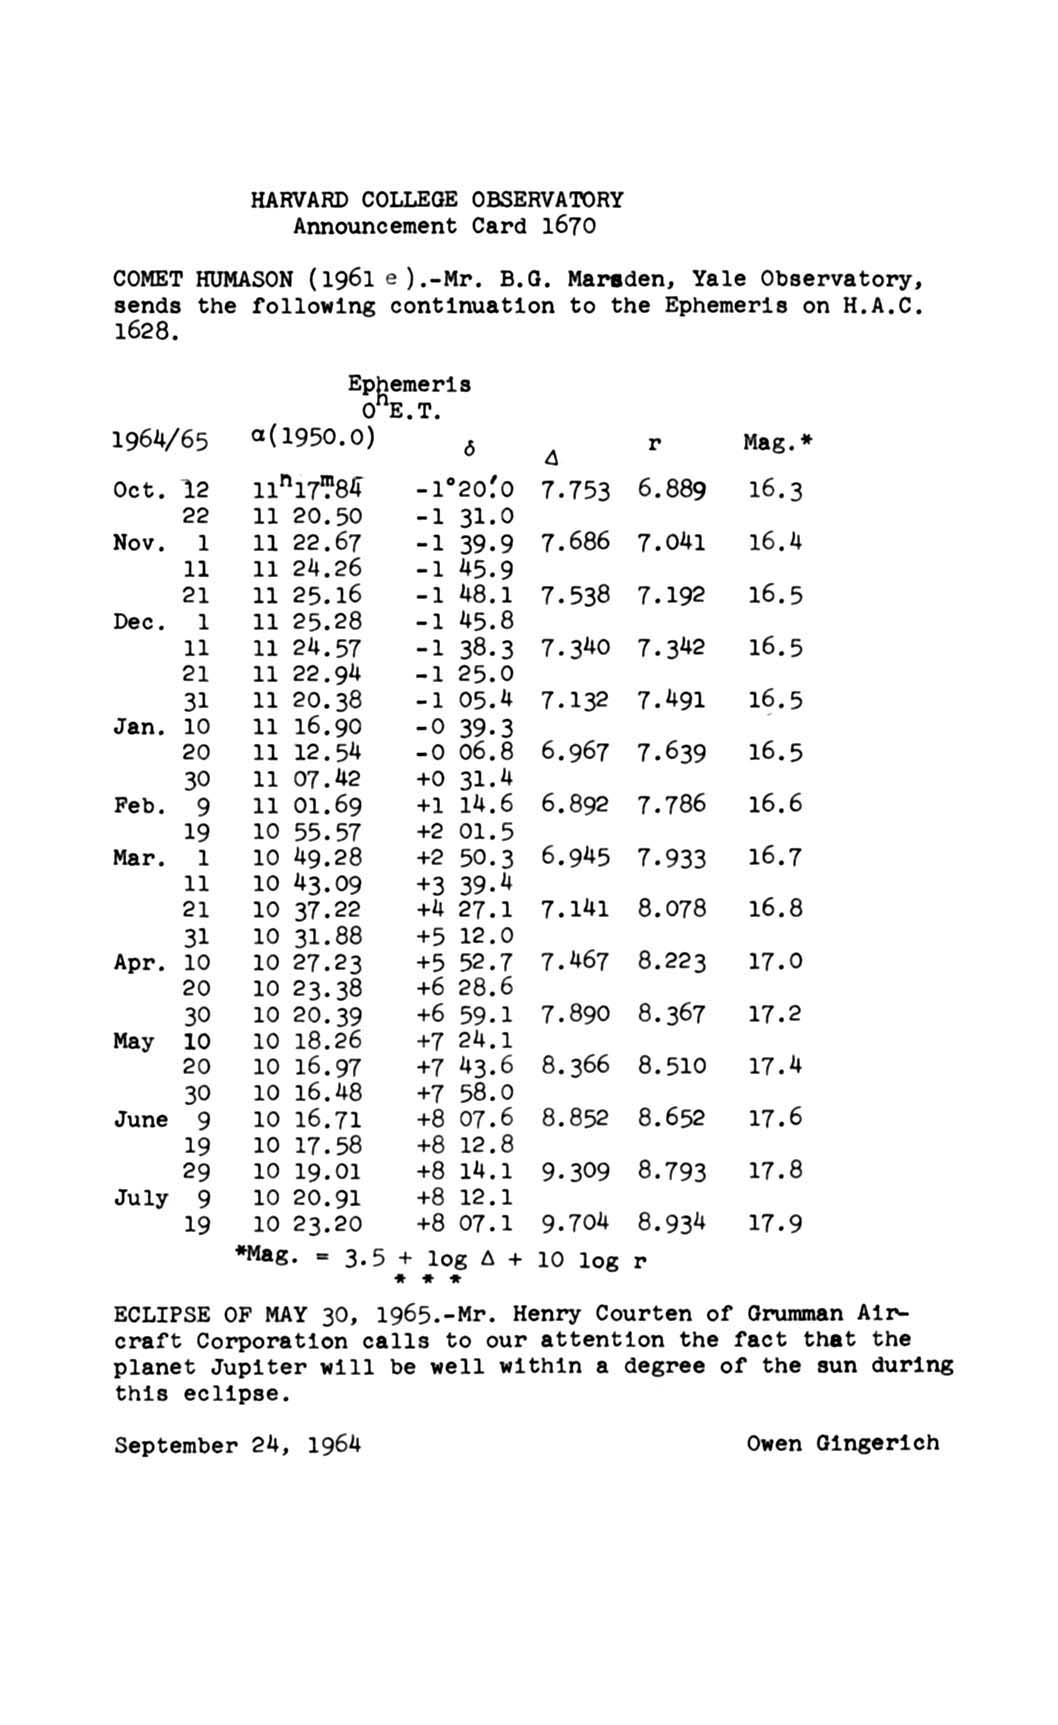 HARVARD COLLEGE OBSERVATORY
Announcement Card 1670
COMET HUMASON (1961 e ).-Mr. B.G. Marsden, Yale Observatory,
sends the following continuation to the Ephemeris on H.A.C.
1628.
Ephemeris
0ʰE.T.
1964/65 α(1950.0) δ Δ r Mag.*
Oct. 12 11ʰ17ᵐ.84 -1°20.'0 7.753 6.889 16.3
22 11 20.50 -1 31.0
Nov. 1 11 22.67 -1 39.9 7.686 7.041 16.4
11 11 24.26 -1 45.9
21 11 25.16 -1 48.1 7.538 7.192 16.5
Dec. 1 11 25.28 -1 45.8
11 11 24.57 -1 38.3 7.340 7.342 16.5
21 11 22.94 -1 25.0
31 11 20.38 -1 05.4 7.132 7.491 16.5
Jan. 10 11 16.90 -0 39.3
20 11 12.54 -0 06.8 6.967 7.639 16.5
30 11 07.42 +0 31.4
Feb. 9 11 01.69 +1 14.6 6.892 7.786 16.6
19 10 55.57 +2 01.5
Mar. 1 10 49.28 +2 50.3 6.945 7.933 16.7
11 10 43.09 +3 39.4
21 10 37.22 +4 27.1 7.141 8.078 16.8
31 10 31.88 +5 12.0
Apr. 10 10 27.23 +5 52.7 7.467 8.223 17.0
20 10 23.38 +6 28.6
30 10 20.39 +6 59.1 7.890 8.367 17.2
May 10 10 18.26 +7 24.1
20 10 16.97 +7 43.6 8.366 8.510 17.4
30 10 16.48 +7 58.0
June 9 10 16.71 +8 07.6 8.852 8.652 17.6
19 10 17.58 +8 12.8
29 10 19.01 +8 14.1 9.309 8.793 17.8
July 9 10 20.91 +8 12.1
19 10 23.20 +8 07.1 9.704 8.934 17.9
*Mag. = 3.5 + log Δ + 10 log r
* * *
ECLIPSE OF MAY 30, 1965.-Mr. Henry Courten of Grumman Air-
craft Corporation calls to our attention the fact that the
planet Jupiter will be well within a degree of the sun during
this eclipse.
September 24, 1964 Owen Gingerich